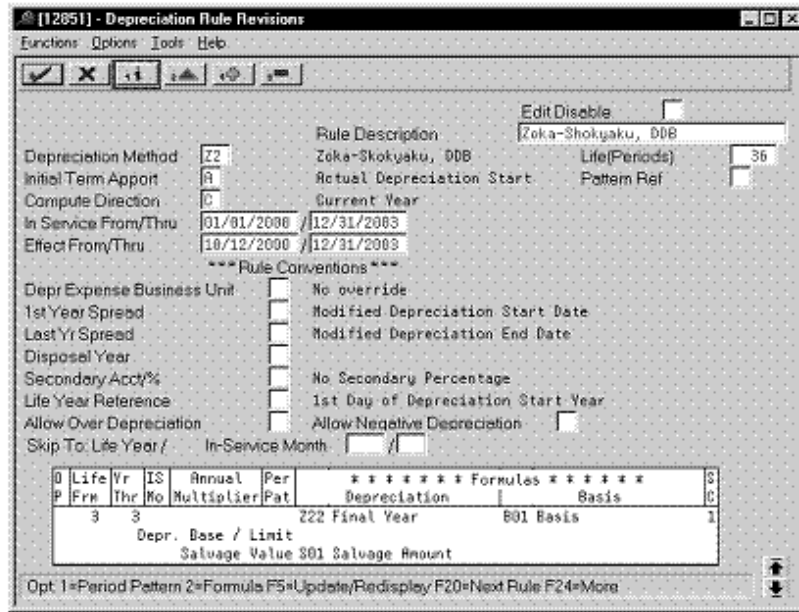 [12851] - Depreciation Rule Revisions
Functions Options Tools Help
Edit Disable
Rule Description Zoka-Shokyaku, DDB
Depreciation Method Z2 Zoka-Skokyaku, DDB Life(Periods) 36
Initial Term Apport A Actual Depreciation Start Pattern Ref
Compute Direction C Current Year
In Service From/Thru 01/01/2000 / 12/31/2003
Effect From/Thru 10/12/2000 / 12/31/2003
***Rule Conventions***
Depr Expense Business Unit No override
1st Year Spread Modified Depreciation Start Date
Last Yr Spread Modified Depreciation End Date
Disposal Year
Secondary Acct/% No Secondary Percentage
Life Year Reference 1st Day of Depreciation Start Year
Allow Over Depreciation Allow Negative Depreciation
Skip To: Life Year / In-Service Month /
O Life Yr IS Annual Per * * * * * * * Formulas * * * * * * S
P Frm Thr Mo Multiplier Pat Depreciation Basis C
3 3 Z22 Final Year B01 Basis 1
Depr. Base / Limit
Salvage Value S01 Salvage Amount
Opt: 1=Period Pattern 2=Formula F5=Update/Redisplay F20=Next Rule F24=More